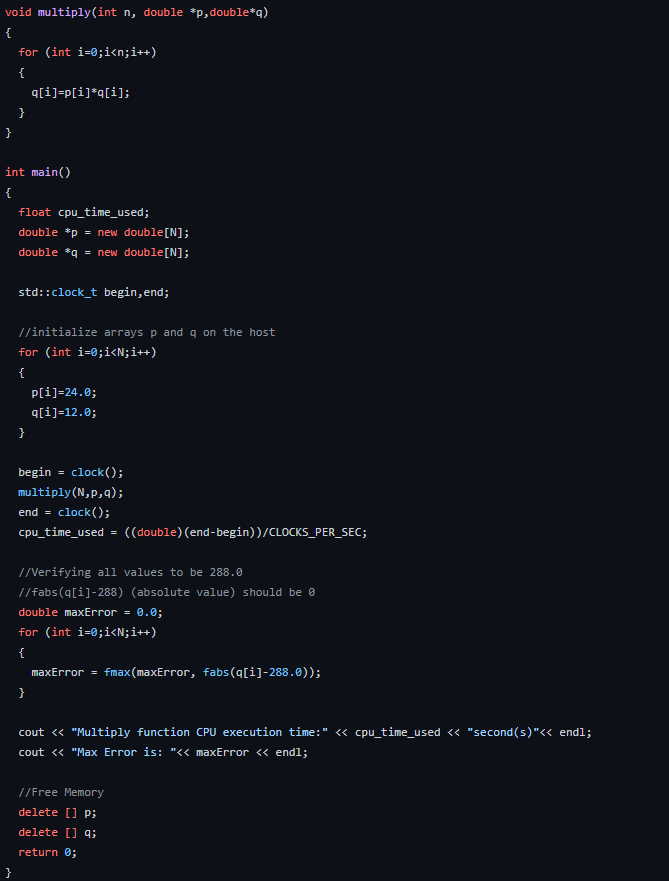 void multiply(int n, double *p,double*q)
{
for (int i=0;i<n;i++)
{
q[i]=p[i]*q[i];
}
}
int main()
{
float cpu_time_used;
double *p = new double[N];
double *q = new double[N];
std::clock_t begin,end;
//initialize arrays p and q on the host
for (int i=0;i<N;i++)
{
p[i]=24.0;
q[i]=12.0;
}
begin = clock();
multiply(N,p,q);
end = clock();
cpu_time_used = ((double)(end-begin))/CLOCKS_PER_SEC;
//Verifying all values to be 288.0
//fabs(q[i]-288) (absolute value) should be 0
double maxError = 0.0;
for (int i=0;i<N;i++)
{
maxError = fmax(maxError, fabs(q[i]-288.0));
}
cout << "Multiply function CPU execution time:" << cpu_time_used << "second(s)"<< endl;
cout << "Max Error is: "<< maxError << endl;
//Free Memory
delete [] p;
delete [] q;
return 0;
}